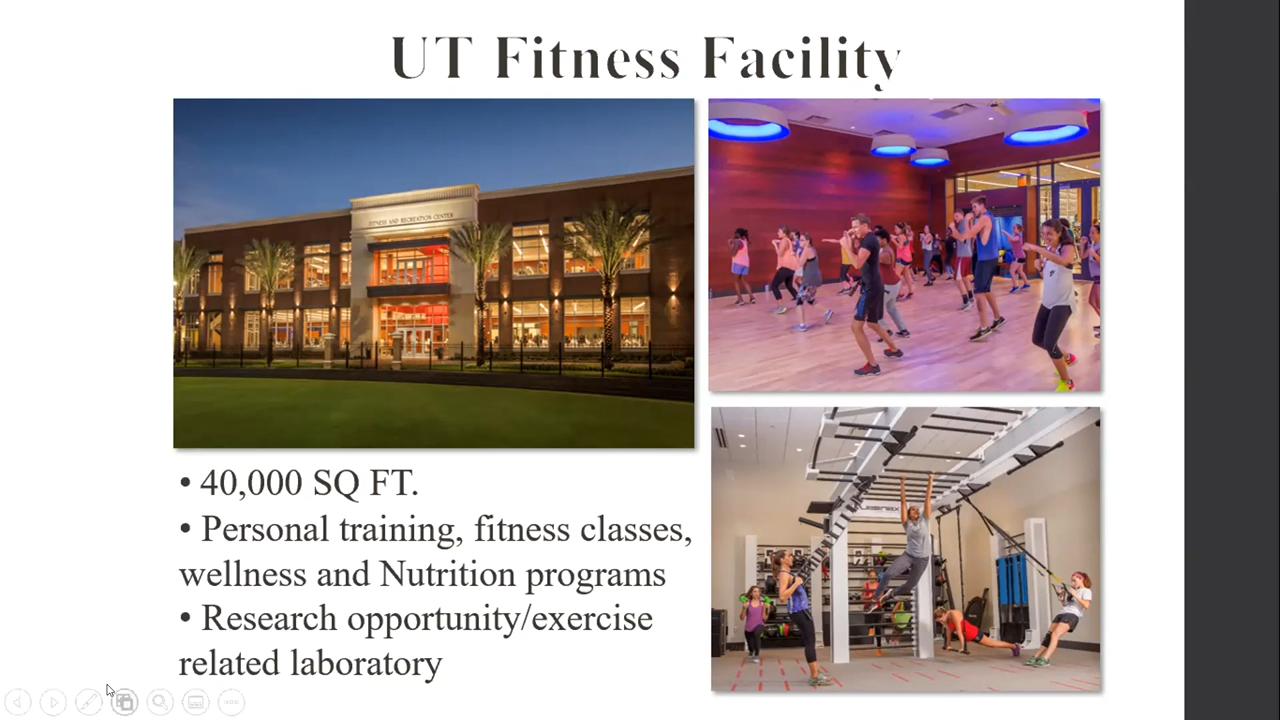 UT Fitness Facility
FITNESS AND RECREATION CENTER
• 40,000 SQ FT.
• Personal training, fitness classes,
wellness and Nutrition programs
• Research opportunity/exercise
related laboratory